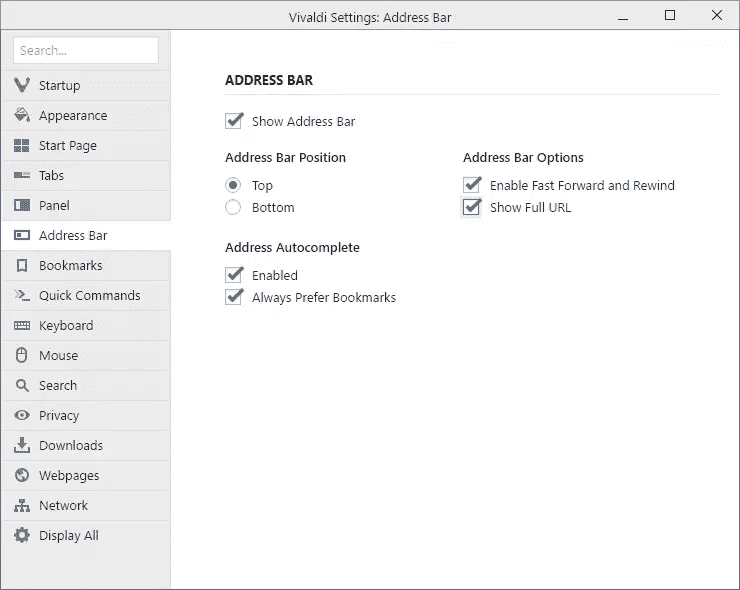 Vivaldi Settings: Address Bar
Search...
Startup
Appearance
Start Page
Tabs
Panel
Address Bar
Bookmarks
Quick Commands
Keyboard
Mouse
Search
Privacy
Downloads
Webpages
Network
Display All
ADDRESS BAR
Show Address Bar
Address Bar Position
Top
Bottom
Address Bar Options
Enable Fast Forward and Rewind
Show Full URL
Address Autocomplete
Enabled
Always Prefer Bookmarks